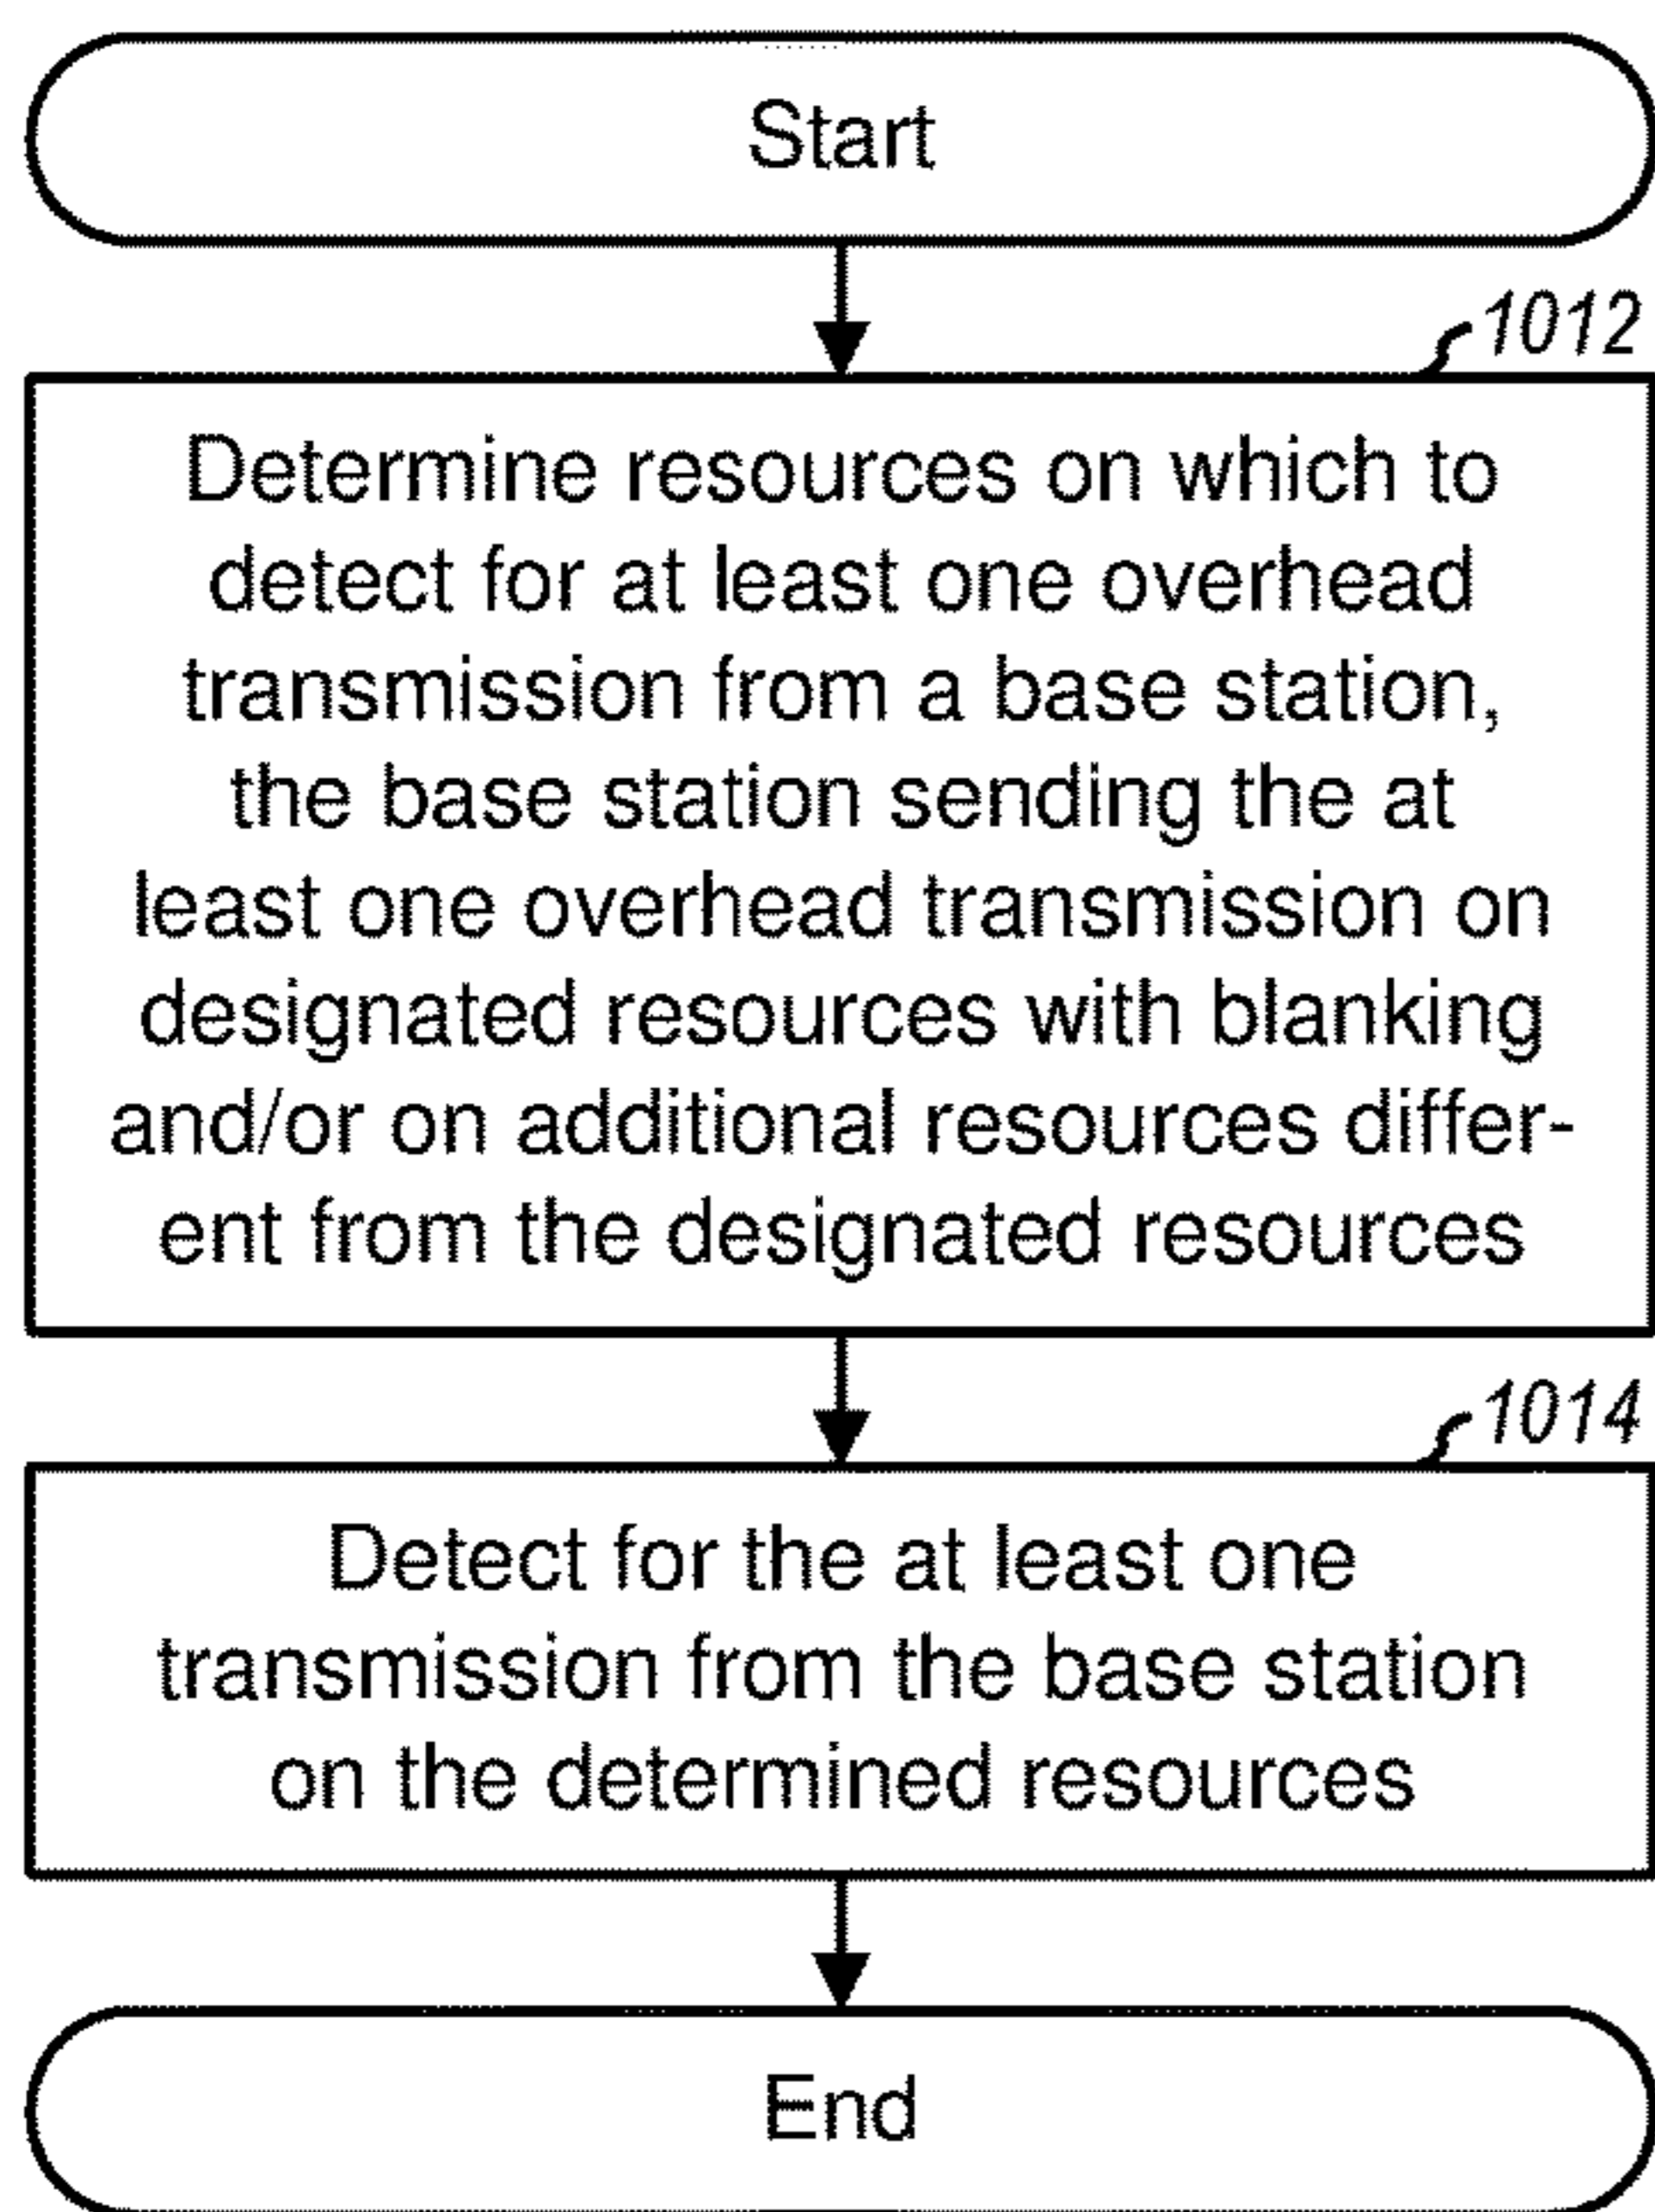 Start
1012
Determine resources on which to
detect for at least one overhead
transmission from a base station,
the base station sending the at
least one overhead transmission on
designated resources with blanking
and/or on additional resources differ-
ent from the designated resources
1014
Detect for the at least one
transmission from the base station
on the determined resources
End